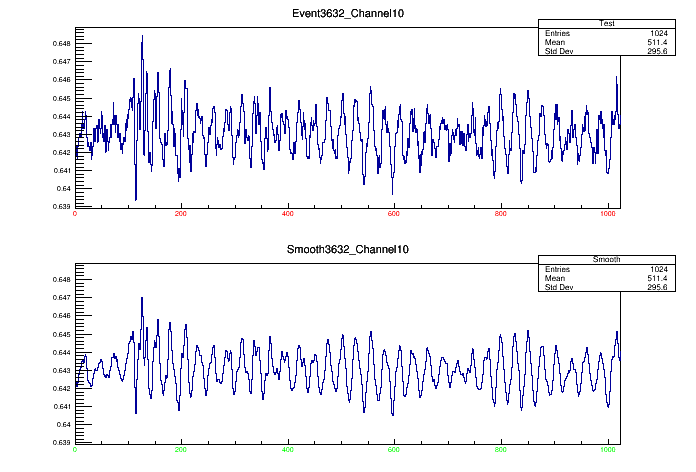 Event3632_Channel10
Test
Entries 1024
Mean 511.4
Std Dev 295.6
0.648
0.647
0.646
0.645
0.644
0.643
0.642
0.641
0.64
0.639
0 200 400 600 800 1000
Smooth3632_Channel10
Smooth
Entries 1024
Mean 511.4
Std Dev 295.6
0.648
0.647
0.646
0.645
0.644
0.643
0.642
0.641
0.64
0.639
0 200 400 600 800 1000